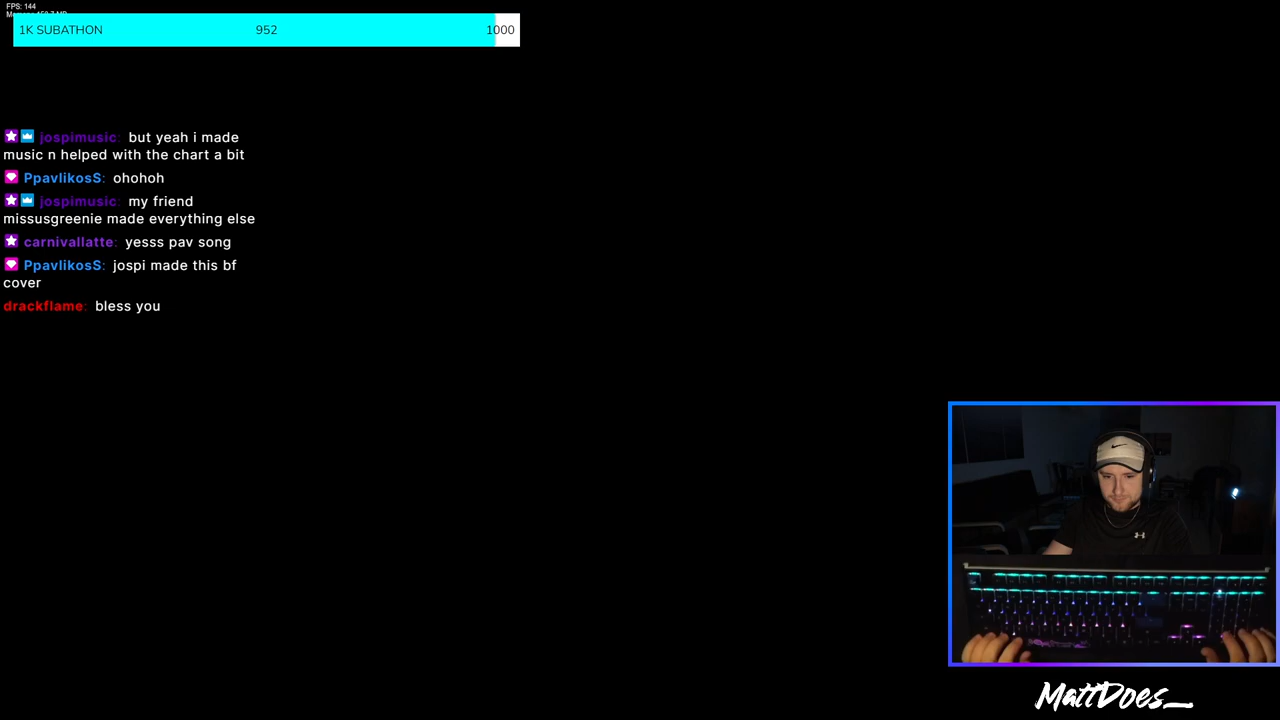 FPS: 144
1K SUBATHON 952 1000
jospimusic: but yeah i made
music n helped with the chart a bit
PpavlikosS: ohohoh
jospimusic: my friend
missusgreenie made everything else
carnivallatte: yesss pav song
PpavlikosS: jospi made this bf
cover
drackflame: bless you
MattDoes_